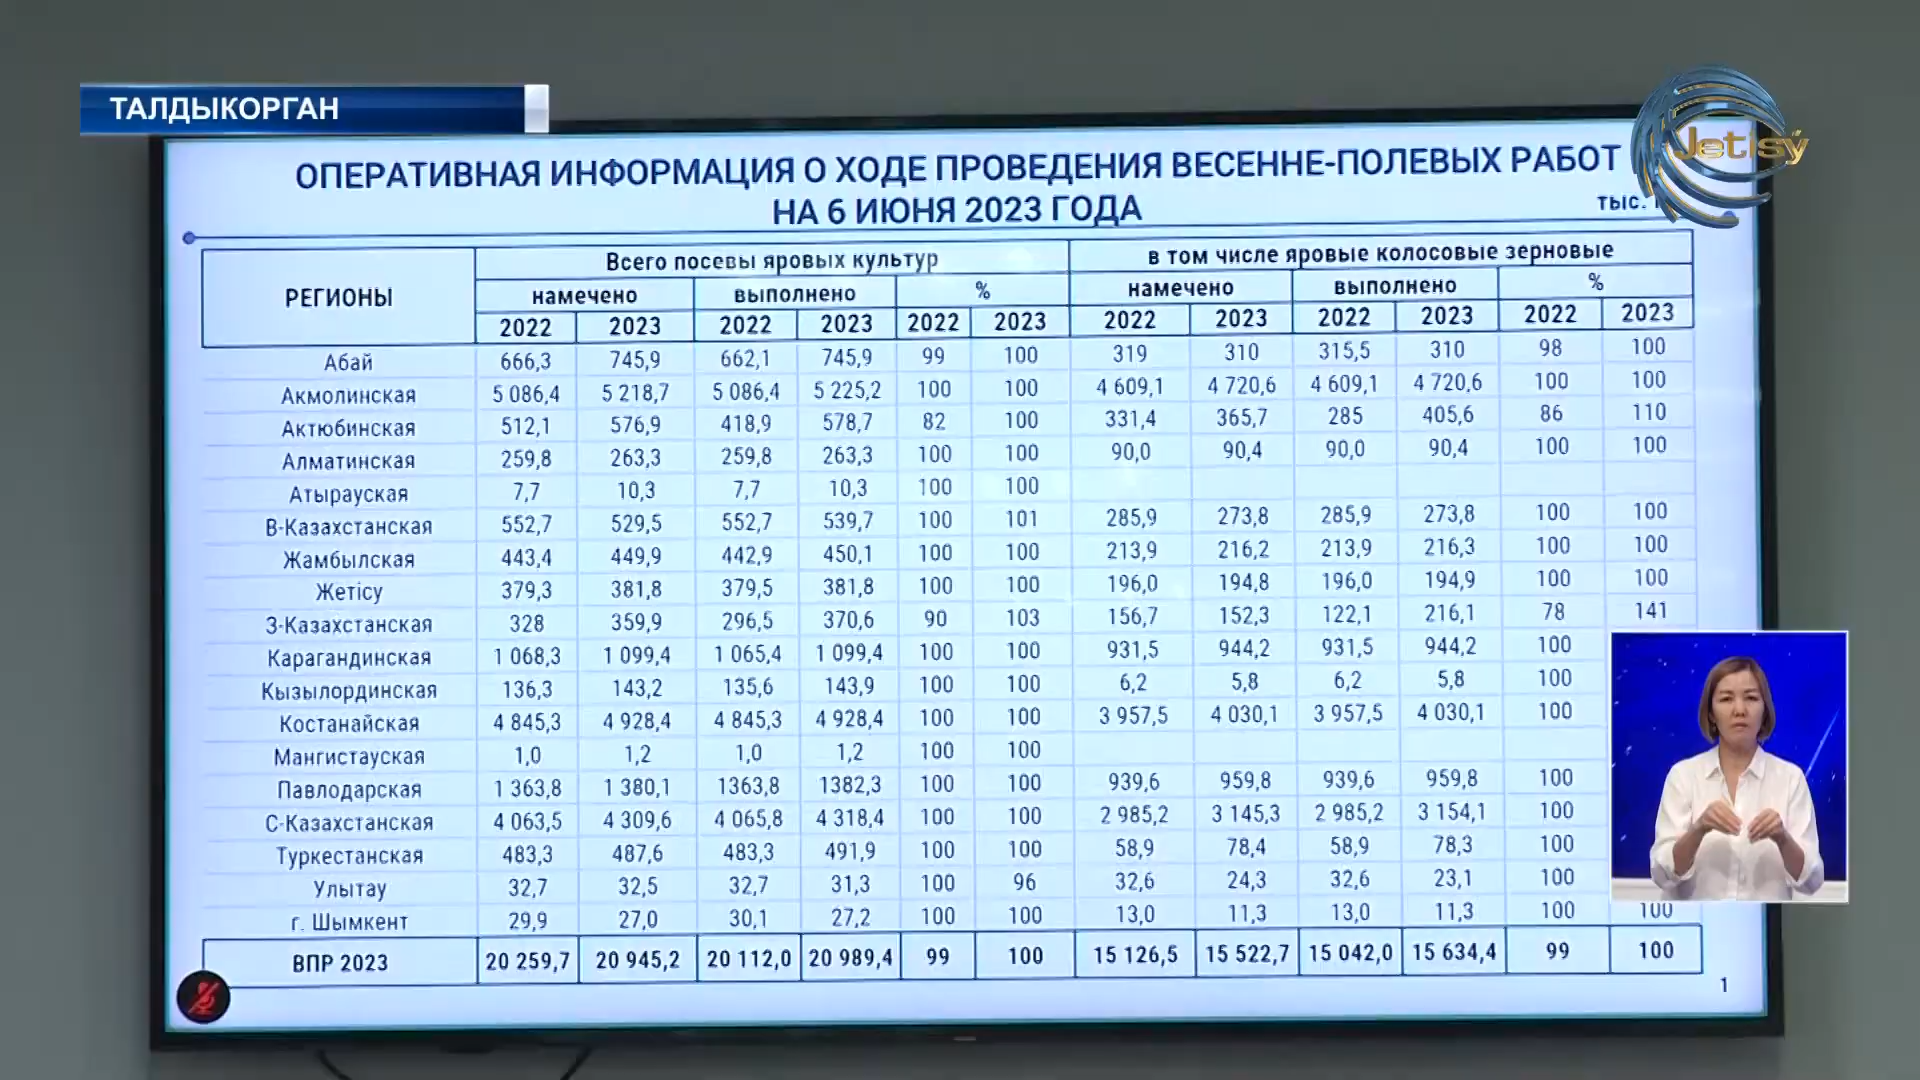 ТАЛДЫКОРГАН
Jetisý
ОПЕРАТИВНАЯ ИНФОРМАЦИЯ О ХОДЕ ПРОВЕДЕНИЯ ВЕСЕННЕ-ПОЛЕВЫХ РАБОТ
НА 6 ИЮНЯ 2023 ГОДА
тыс.
РЕГИОНЫ Всего посевы яровых культур в том числе яровые колосовые зерновые
намечено выполнено % намечено выполнено %
2022 2023 2022 2023 2022 2023 2022 2023 2022 2023 2022 2023
Абай 666,3 745,9 662,1 745,9 99 100 319 310 315,5 310 98 100
Акмолинская 5 086,4 5 218,7 5 086,4 5 225,2 100 100 4 609,1 4 720,6 4 609,1 4 720,6 100 100
Актюбинская 512,1 576,9 418,9 578,7 82 100 331,4 365,7 285 405,6 86 110
Алматинская 259,8 263,3 259,8 263,3 100 100 90,0 90,4 90,0 90,4 100 100
Атырауская 7,7 10,3 7,7 10,3 100 100
В-Казахстанская 552,7 529,5 552,7 539,7 100 101 285,9 273,8 285,9 273,8 100 100
Жамбылская 443,4 449,9 442,9 450,1 100 100 213,9 216,2 213,9 216,3 100 100
Жетісу 379,3 381,8 379,5 381,8 100 100 196,0 194,8 196,0 194,9 100 100
З-Казахстанская 328 359,9 296,5 370,6 90 103 156,7 152,3 122,1 216,1 78 141
Карагандинская 1 068,3 1 099,4 1 065,4 1 099,4 100 100 931,5 944,2 931,5 944,2 100
Кызылординская 136,3 143,2 135,6 143,9 100 100 6,2 5,8 6,2 5,8 100
Костанайская 4 845,3 4 928,4 4 845,3 4 928,4 100 100 3 957,5 4 030,1 3 957,5 4 030,1 100
Мангистауская 1,0 1,2 1,0 1,2 100 100
Павлодарская 1 363,8 1 380,1 1363,8 1382,3 100 100 939,6 959,8 939,6 959,8 100
С-Казахстанская 4 063,5 4 309,6 4 065,8 4 318,4 100 100 2 985,2 3 145,3 2 985,2 3 154,1 100
Туркестанская 483,3 487,6 483,3 491,9 100 100 58,9 78,4 58,9 78,3 100
Улытау 32,7 32,5 32,7 31,3 100 96 32,6 24,3 32,6 23,1 100
г. Шымкент 29,9 27,0 30,1 27,2 100 100 13,0 11,3 13,0 11,3 100 100
ВПР 2023 20 259,7 20 945,2 20 112,0 20 989,4 99 100 15 126,5 15 522,7 15 042,0 15 634,4 99 100
1